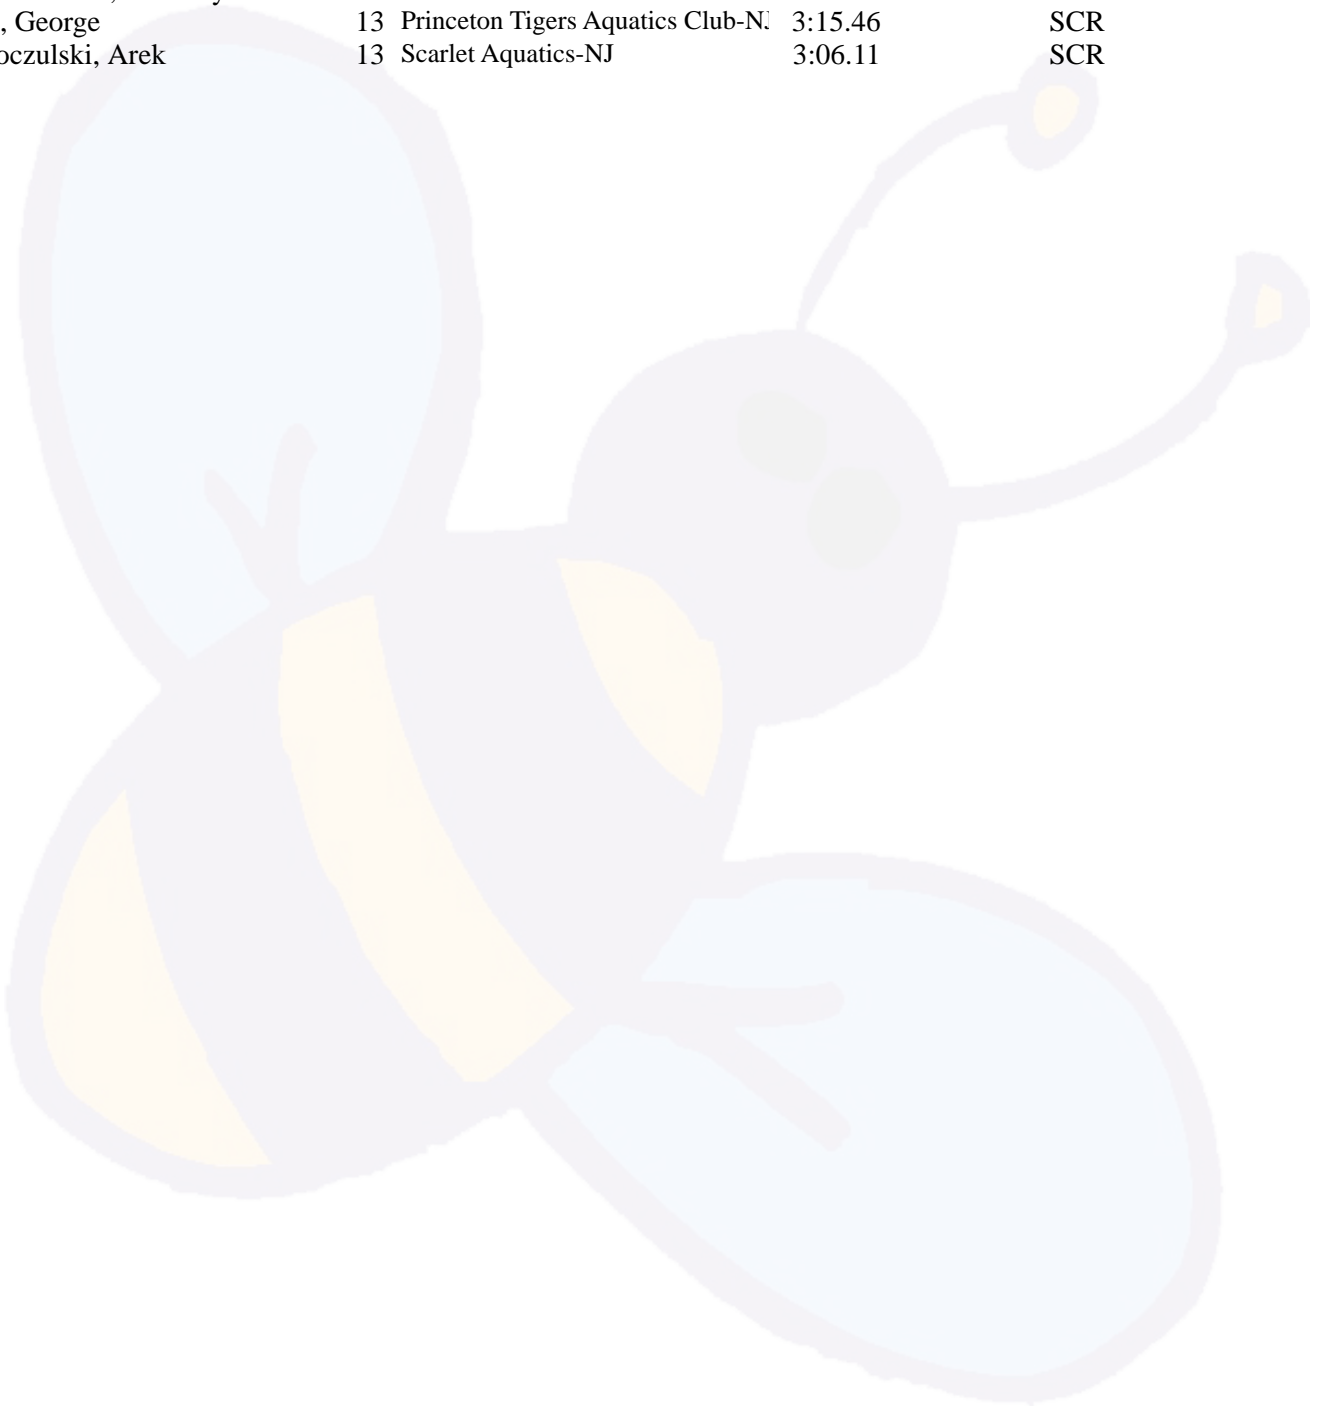 , George 13 Princeton Tigers Aquatics Club-NJ 3:15.46 SCR
oczulski, Arek 13 Scarlet Aquatics-NJ 3:06.11 SCR